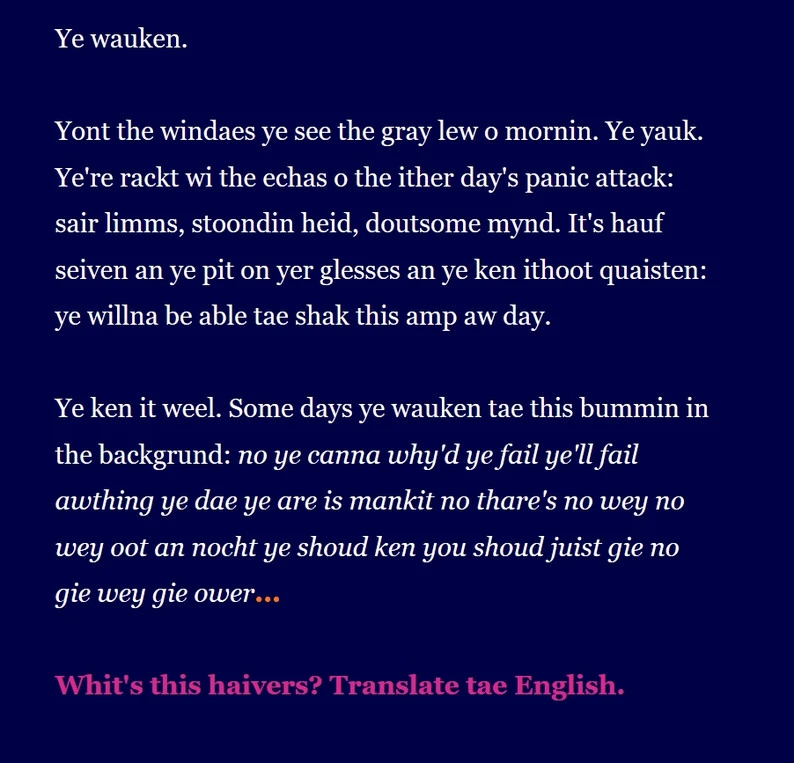 Ye wauken.
Yont the windaes ye see the gray lew o mornin. Ye yauk.
Ye're rackt wi the echas o the ither day's panic attack:
sair limms, stoondin heid, doutsome mynd. It's hauf
seiven an ye pit on yer glesses an ye ken ithoot quaisten:
ye willna be able tae shak this amp aw day.
Ye ken it weel. Some days ye wauken tae this bummin in
the backgrund: no ye canna why'd ye fail ye'll fail
awthing ye dae ye are is mankit no thare's no wey no
wey oot an nocht ye shoud ken you shoud juist gie no
gie wey gie ower...
Whit's this haivers? Translate tae English.